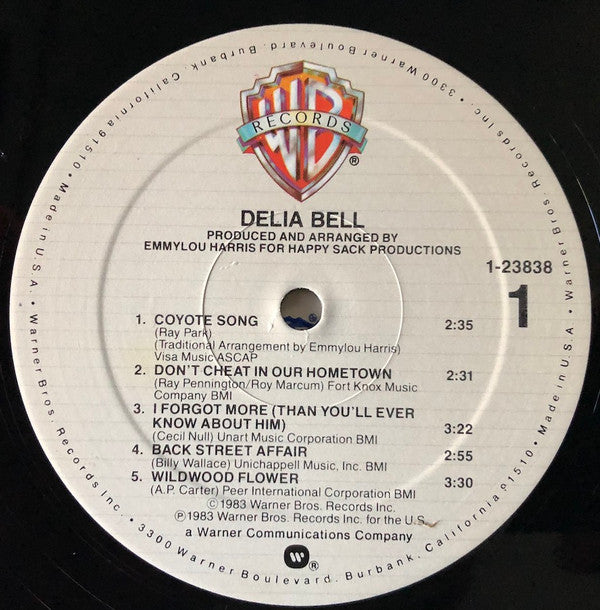 WB
RECORDS
®
DELIA BELL
PRODUCED AND ARRANGED BY
EMMYLOU HARRIS FOR HAPPY SACK PRODUCTIONS
1-23838
1
1. COYOTE SONG 2:35
(Ray Park)
(Traditional Arrangement by Emmylou Harris)
Visa Music ASCAP
2. DON'T CHEAT IN OUR HOMETOWN 2:31
(Ray Pennington/Roy Marcum) Fort Knox Music
Company BMI
3. I FORGOT MORE (THAN YOU'LL EVER
KNOW ABOUT HIM) 3:22
(Cecil Null) Unart Music Corporation BMI
4. BACK STREET AFFAIR 2:55
(Billy Wallace) Unichappell Music, Inc. BMI
5. WILDWOOD FLOWER 3:30
(A.P. Carter) Peer International Corporation BMI
©1983 Warner Bros. Records Inc.
℗1983 Warner Bros. Records Inc. for the U.S.
a Warner Communications Company
®
• Made in U.S.A. • Warner Bros. Records Inc. • 3300 Warner Boulevard. Burbank. California 91510 • Made in U.S.A. • Warner Bros. Records Inc. • 3300 Warner Boulevard. Burbank. California 91510